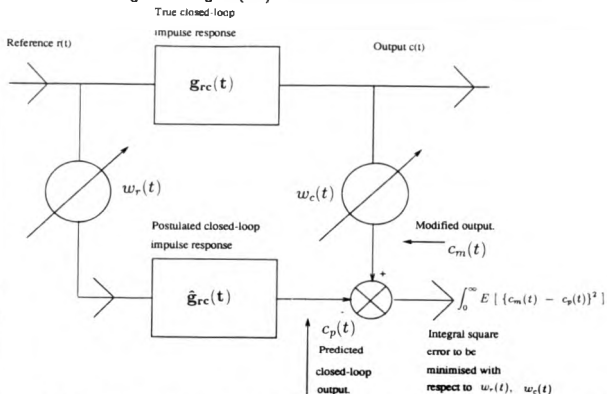 True closed-loop
impulse response
Reference r(t)
Output c(t)
g_rc(t)
w_r(t)
w_c(t)
Postulated closed-loop
impulse response
Modified output.
c_m(t)
+
ĝ_rc(t)
-
∫_0^∞ E [ {c_m(t) − c_p(t)}² ]
c_p(t)
Predicted
closed-loop
output.
Integral square
error to be
minimised with
respect to w_r(t), w_c(t)